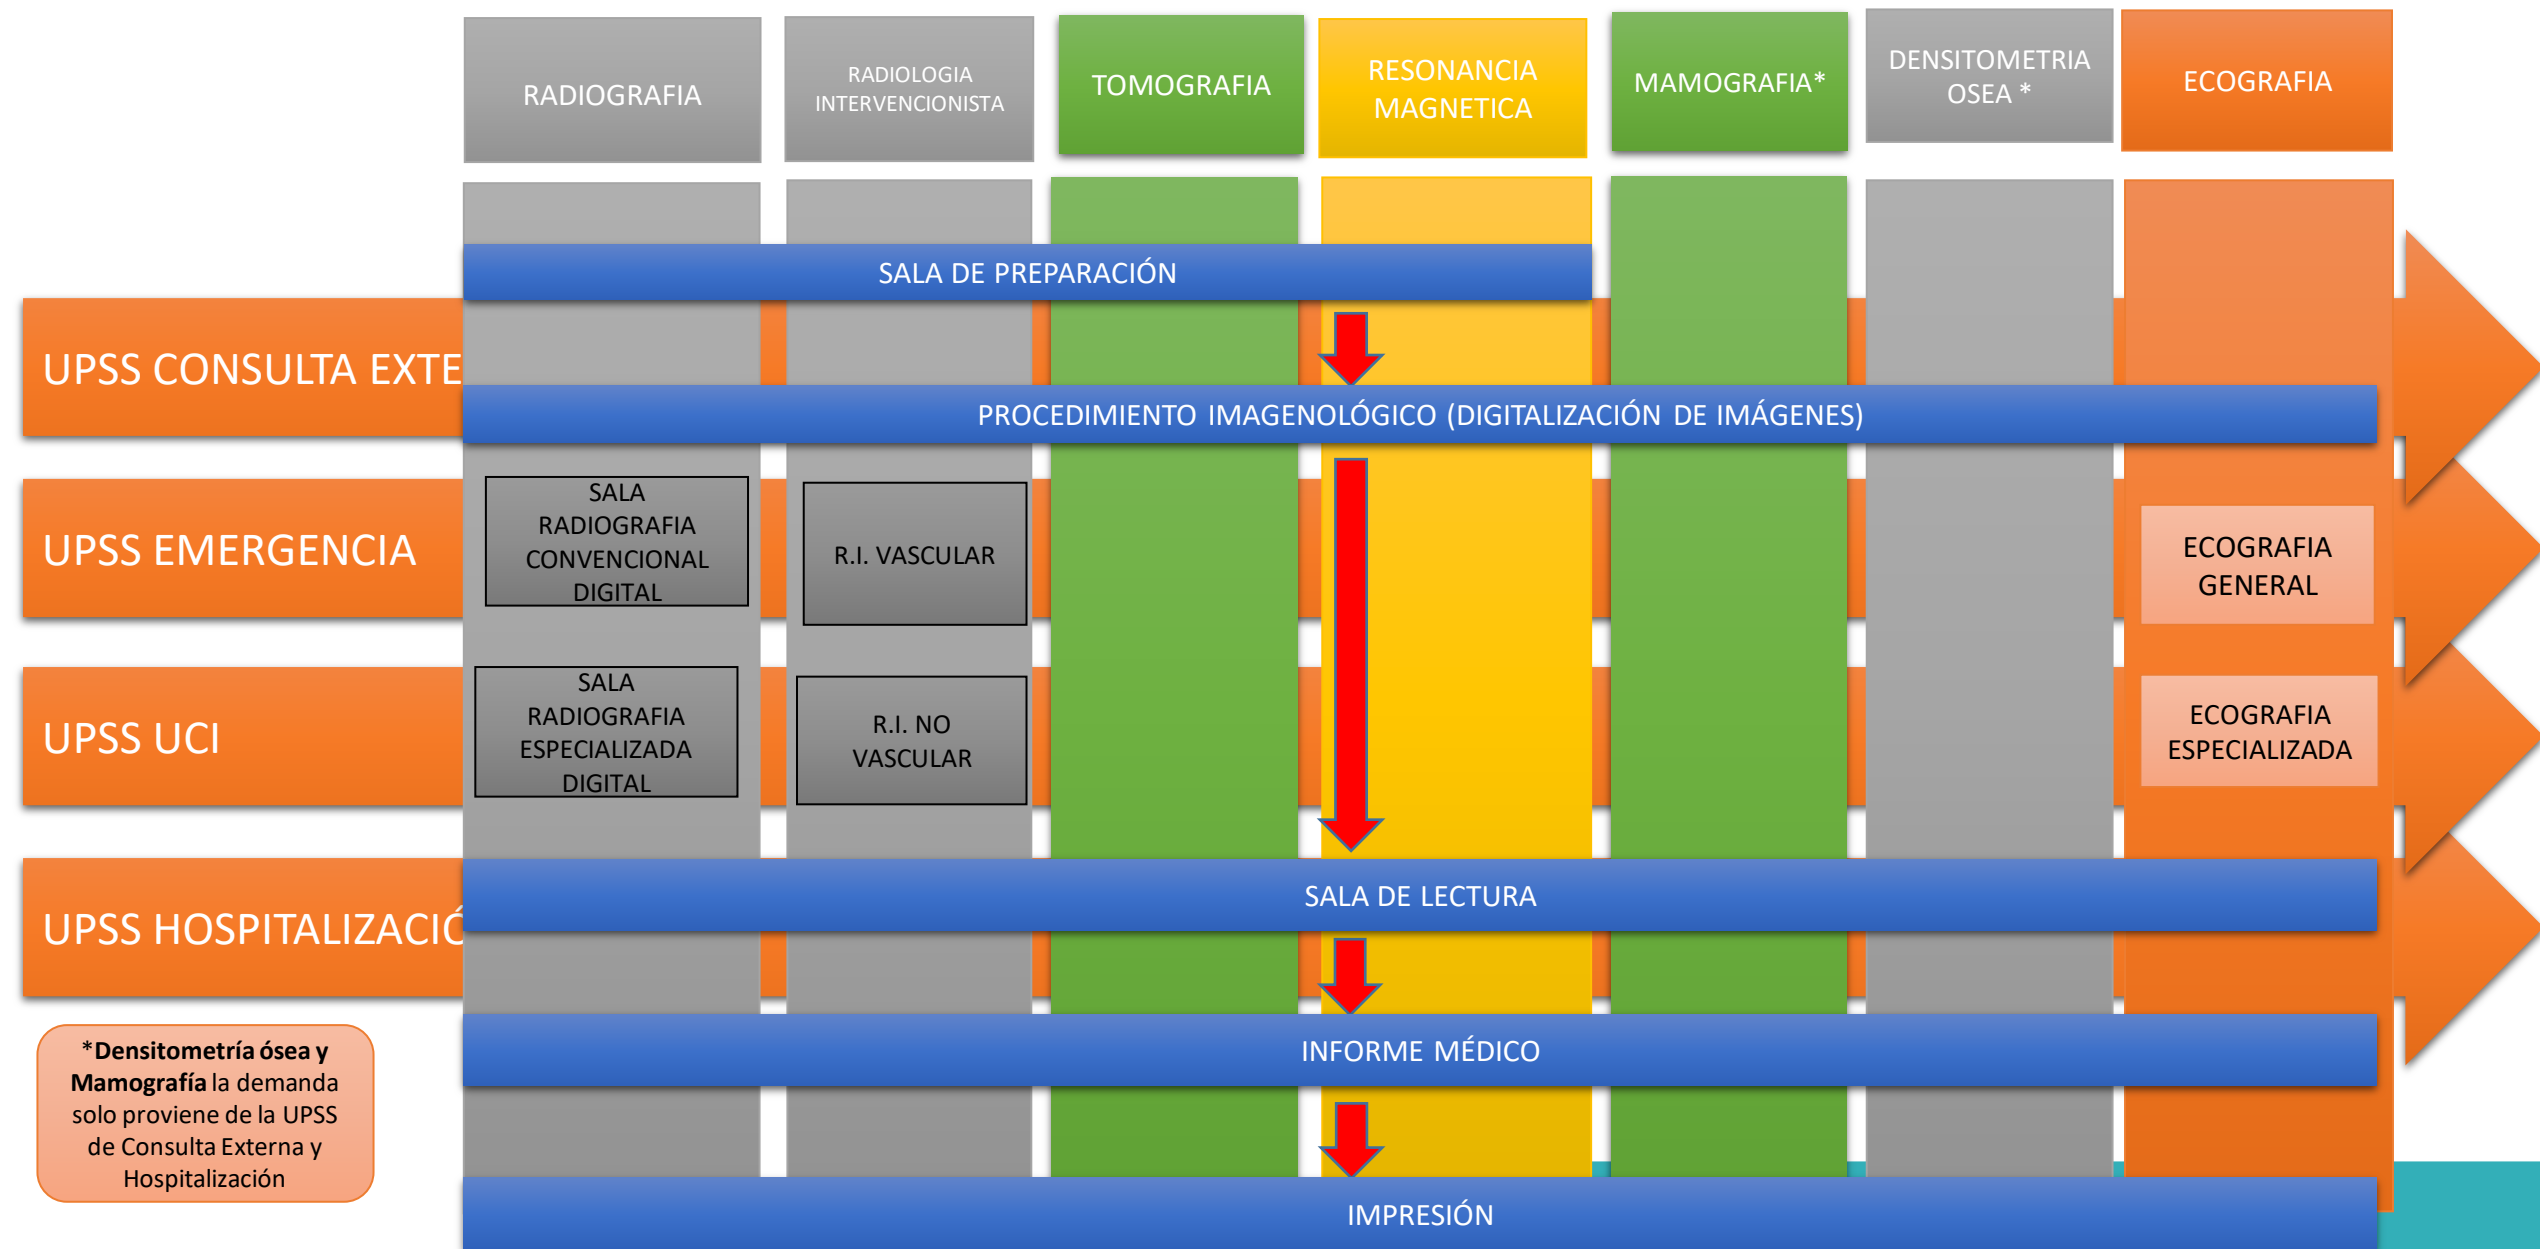 RADIOGRAFIA
RADIOLOGIA
INTERVENCIONISTA
TOMOGRAFIA
RESONANCIA
MAGNETICA
MAMOGRAFIA*
DENSITOMETRIA
OSEA *
ECOGRAFIA
SALA DE PREPARACIÓN
UPSS CONSULTA EXTE
PROCEDIMIENTO IMAGENOLÓGICO (DIGITALIZACIÓN DE IMÁGENES)
UPSS EMERGENCIA
SALA
RADIOGRAFIA
CONVENCIONAL
DIGITAL
R.I. VASCULAR
ECOGRAFIA
GENERAL
UPSS UCI
SALA
RADIOGRAFIA
ESPECIALIZADA
DIGITAL
R.I. NO
VASCULAR
ECOGRAFIA
ESPECIALIZADA
SALA DE LECTURA
UPSS HOSPITALIZACIÓ
INFORME MÉDICO
*Densitometría ósea y
Mamografía la demanda
solo proviene de la UPSS
de Consulta Externa y
Hospitalización
IMPRESIÓN